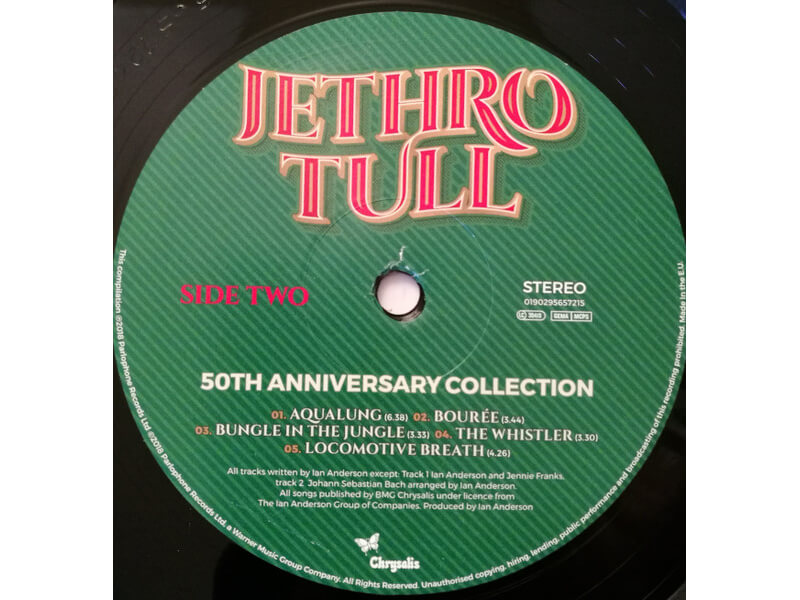 JETHRO
TULL
SIDE TWO
STEREO
0190295657215
LC 30419
GEMA MCPS
50TH ANNIVERSARY COLLECTION
01. AQUALUNG (6.38) 02. BOURÉE (3.44)
03. BUNGLE IN THE JUNGLE (3.33) 04. THE WHISTLER (3.30)
05. LOCOMOTIVE BREATH (4.26)
All tracks written by Ian Anderson except: Track 1 Ian Anderson and Jennie Franks.
track 2 Johann Sebastian Bach arranged by Ian Anderson.
All songs published by BMG Chrysalis under licence from
The Ian Anderson Group of Companies. Produced by Ian Anderson
Chrysalis
This compilation ℗2018 Parlophone Records Ltd ©2018 Parlophone Records Ltd, a Warner Music Group Company. All Rights Reserved. Unauthorised copying, hiring, lending, public performance and broadcasting of this recording prohibited. Made in the E.U.